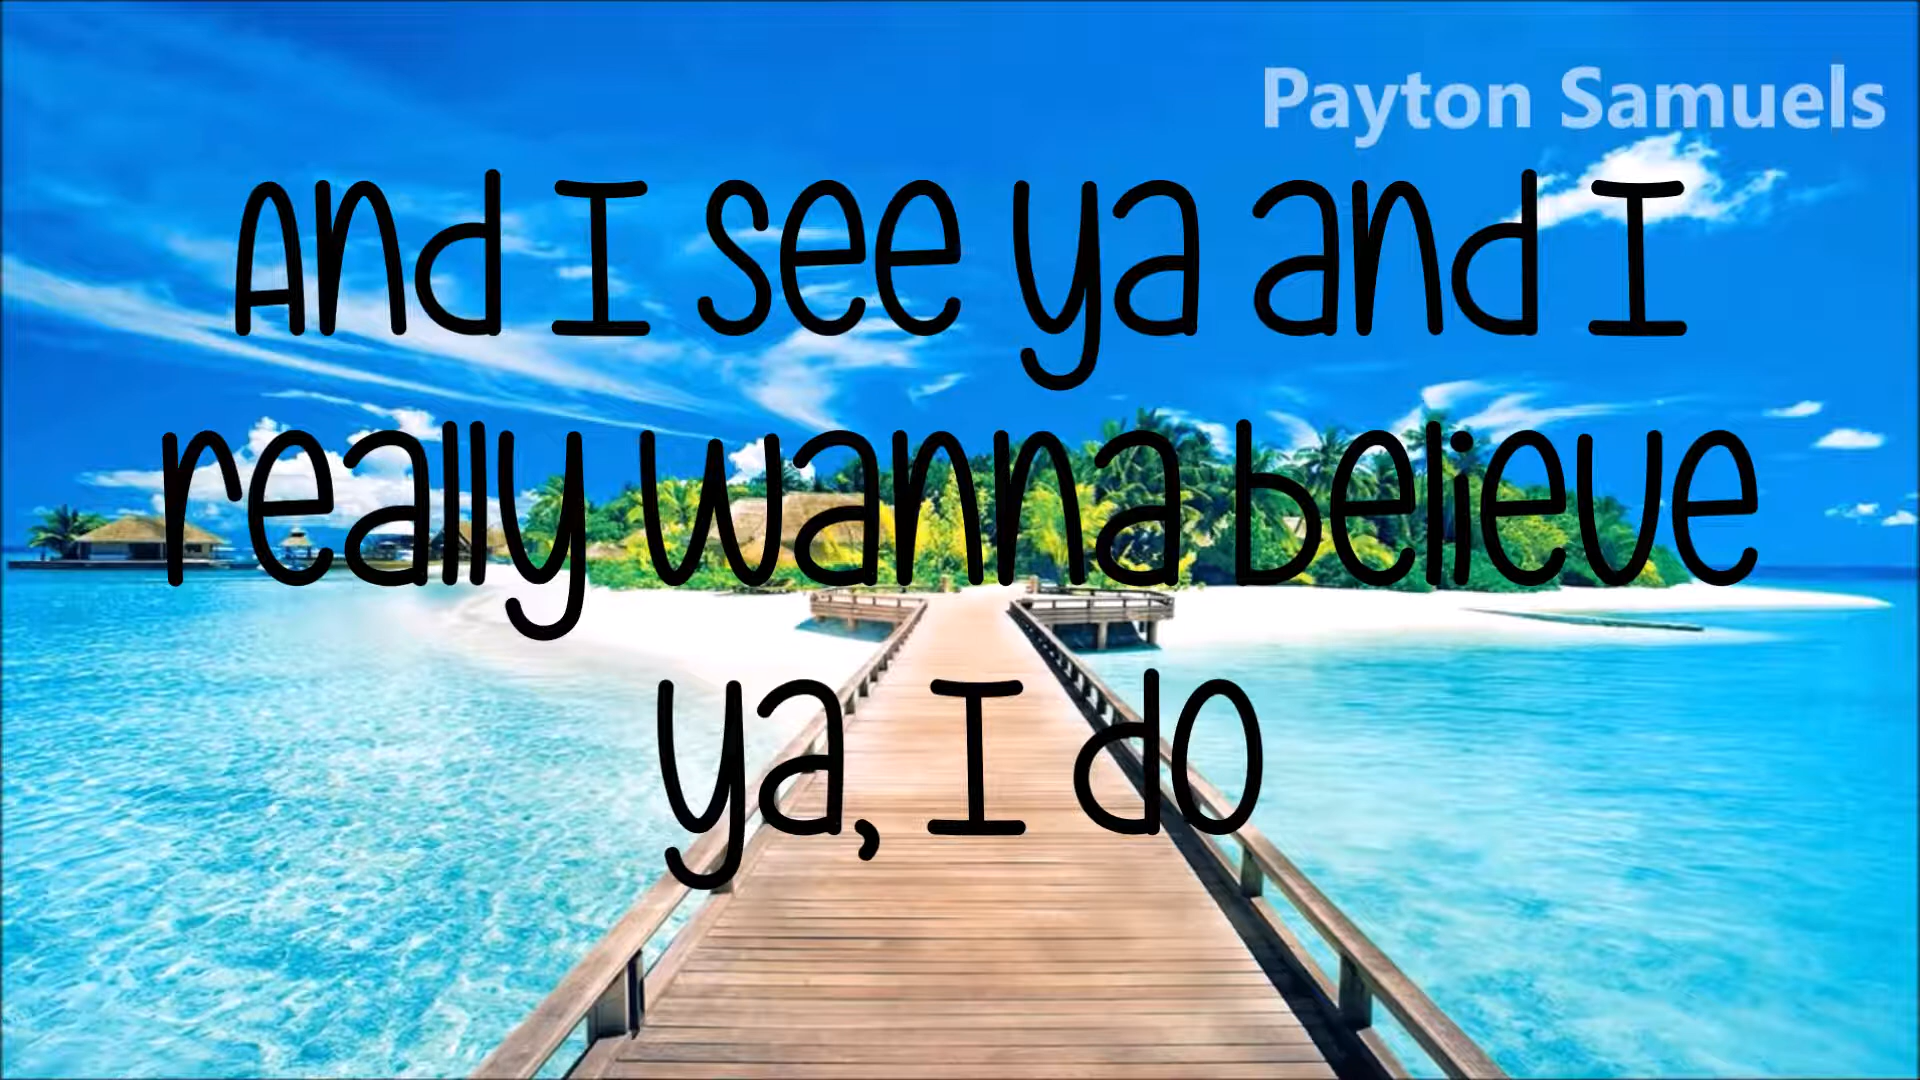 Payton Samuels
And I see ya and I
really wanna believe
ya, I do